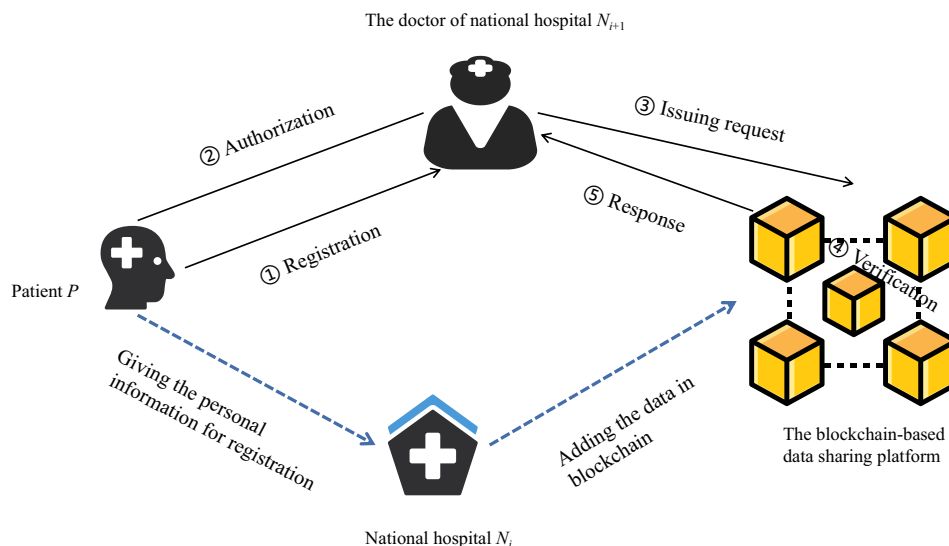 The doctor of national hospital N_{i+1}
② Authorization
③ Issuing request
① Registration
⑤ Response
④ Verification
Patient P
Giving the personal
information for registration
Adding the data in
blockchain
The blockchain-based
data sharing platform
National hospital N_i